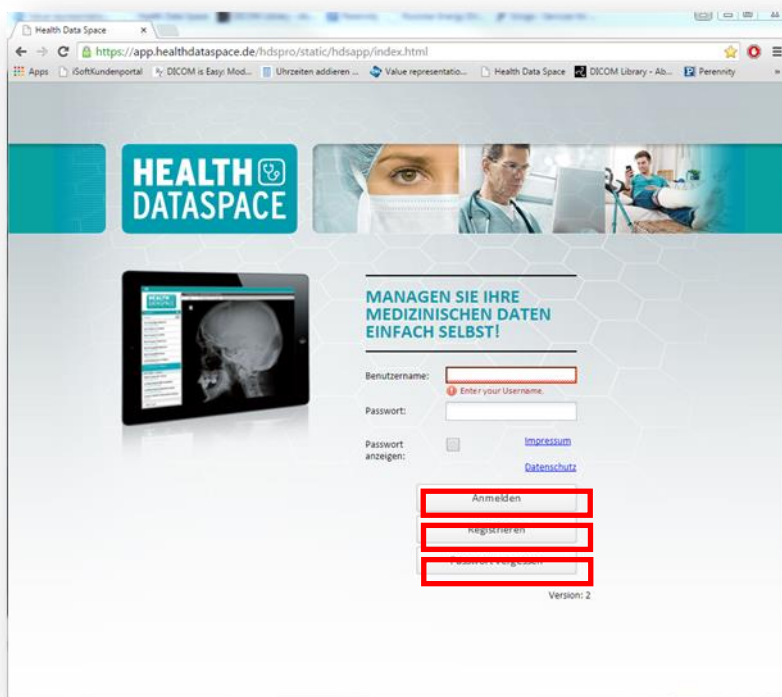 Health Data Space
https://app.healthdataspace.de/hdspro/static/hdsapp/index.html
Apps iSoftKundenportal DICOM is Easy: Mod... Uhrzeiten addieren ... Value representatio... Health Data Space DICOM Library - Ab... Perennity »
HEALTH
DATASPACE
MANAGEN SIE IHRE
MEDIZINISCHEN DATEN
EINFACH SELBST!
Benutzername:
Enter your Username.
Passwort:
Passwort
anzeigen:
Impressum
Datenschutz
Anmelden
Registrieren
Passwort vergessen
Version: 2